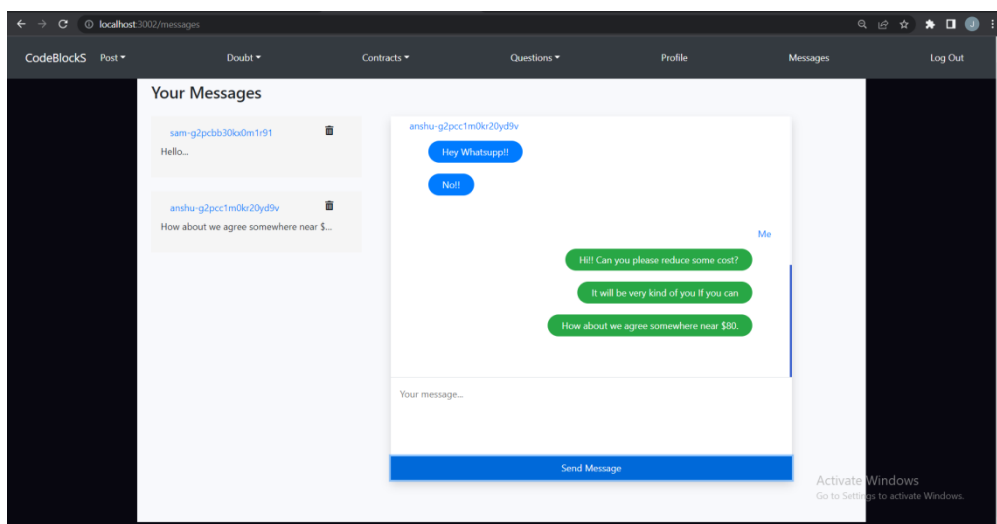 localhost:3002/messages
J
CodeBlockS Post Doubt Contracts Questions Profile Messages Log Out
Your Messages
sam-g2pcbb30kx0m1r91
Hello...
anshu-g2pcc1m0kr20yd9v
How about we agree somewhere near $...
anshu-g2pcc1m0kr20yd9v
Hey Whatsupp!!
No!!
Me
Hi!! Can you please reduce some cost?
It will be very kind of you If you can
How about we agree somewhere near $80.
Your message...
Send Message
Activate Windows
Go to Settings to activate Windows.